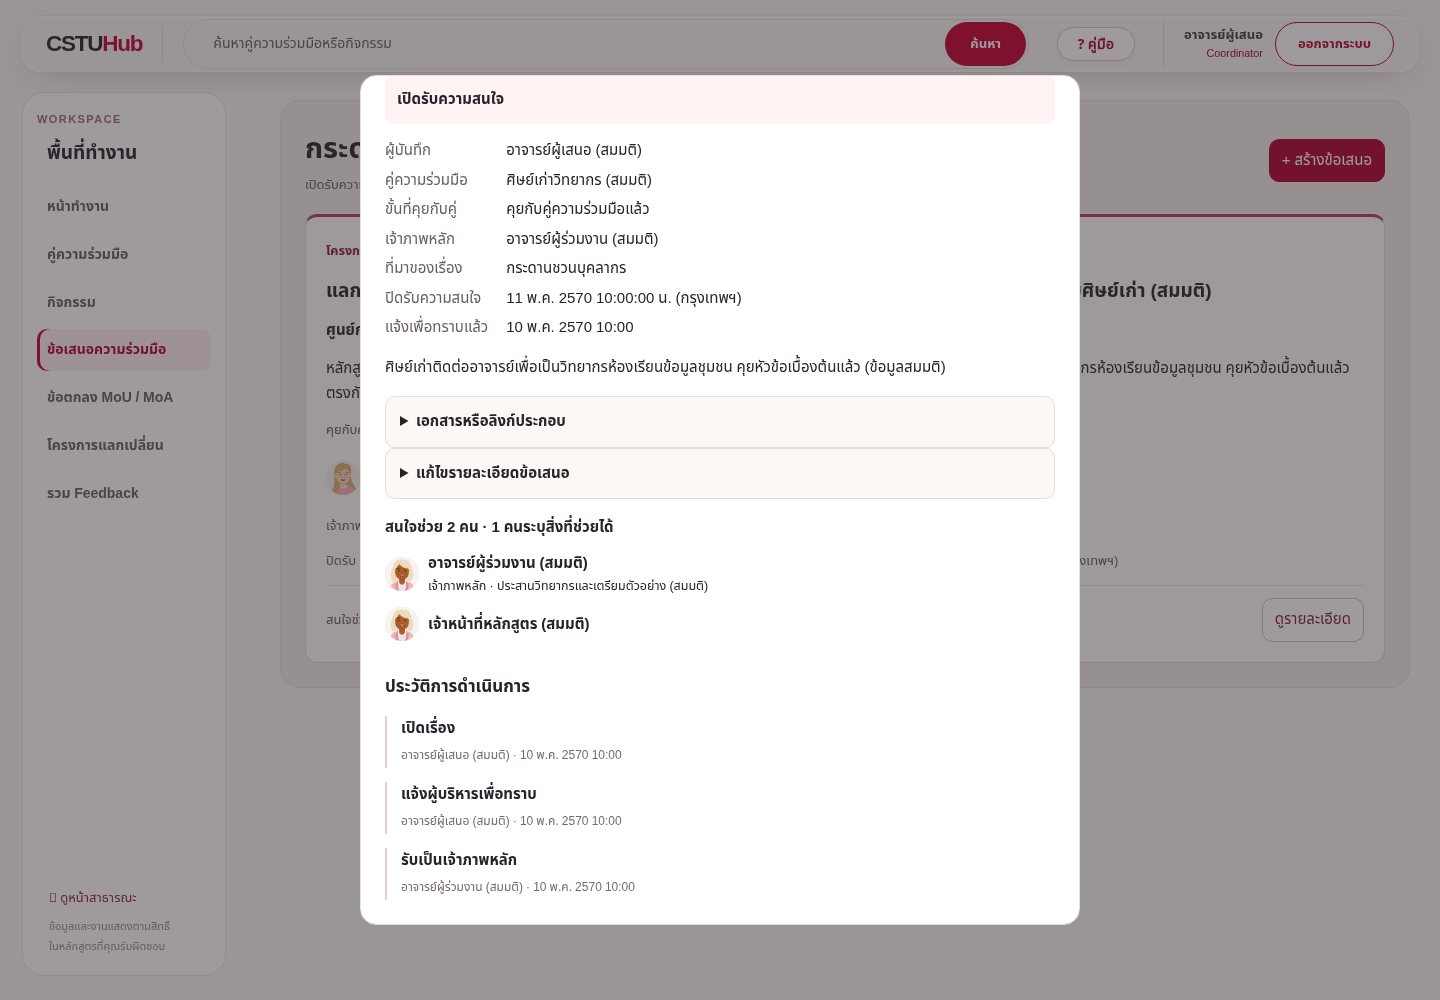 CSTUHub
ค้นหาคู่ความร่วมมือหรือกิจกรรม
ค้นหา
? คู่มือ
อาจารย์ผู้เสนอ
Coordinator
ออกจากระบบ
WORKSPACE
พื้นที่ทำงาน
หน้าทำงาน
คู่ความร่วมมือ
กิจกรรม
ข้อเสนอความร่วมมือ
ข้อตกลง MoU / MoA
โครงการแลกเปลี่ยน
รวม Feedback
ดูหน้าสาธารณะ
ข้อมูลและงานแสดงตามสิทธิ์
ในหลักสูตรที่คุณรับผิดชอบ
+ สร้างข้อเสนอ
ศิษย์เก่า (สมมติ)
กรห้องเรียนข้อมูลชุมชน คุยหัวข้อเบื้องต้นแล้ว
งเทพฯ)
ดูรายละเอียด
เปิดรับความสนใจ
ผู้บันทึก อาจารย์ผู้เสนอ (สมมติ)
คู่ความร่วมมือ ศิษย์เก่าวิทยากร (สมมติ)
ขั้นที่คุยกับคู่ คุยกับคู่ความร่วมมือแล้ว
เจ้าภาพหลัก อาจารย์ผู้ร่วมงาน (สมมติ)
ที่มาของเรื่อง กระดานชวนบุคลากร
ปิดรับความสนใจ 11 พ.ค. 2570 10:00:00 น. (กรุงเทพฯ)
แจ้งเพื่อทราบแล้ว 10 พ.ค. 2570 10:00
ศิษย์เก่าติดต่ออาจารย์เพื่อเป็นวิทยากรห้องเรียนข้อมูลชุมชน คุยหัวข้อเบื้องต้นแล้ว (ข้อมูลสมมติ)
เอกสารหรือลิงก์ประกอบ
แก้ไขรายละเอียดข้อเสนอ
สนใจช่วย 2 คน · 1 คนระบุสิ่งที่ช่วยได้
อาจารย์ผู้ร่วมงาน (สมมติ)
เจ้าภาพหลัก · ประสานวิทยากรและเตรียมตัวอย่าง (สมมติ)
เจ้าหน้าที่หลักสูตร (สมมติ)
ประวัติการดำเนินการ
เปิดเรื่อง
อาจารย์ผู้เสนอ (สมมติ) · 10 พ.ค. 2570 10:00
แจ้งผู้บริหารเพื่อทราบ
อาจารย์ผู้เสนอ (สมมติ) · 10 พ.ค. 2570 10:00
รับเป็นเจ้าภาพหลัก
อาจารย์ผู้ร่วมงาน (สมมติ) · 10 พ.ค. 2570 10:00